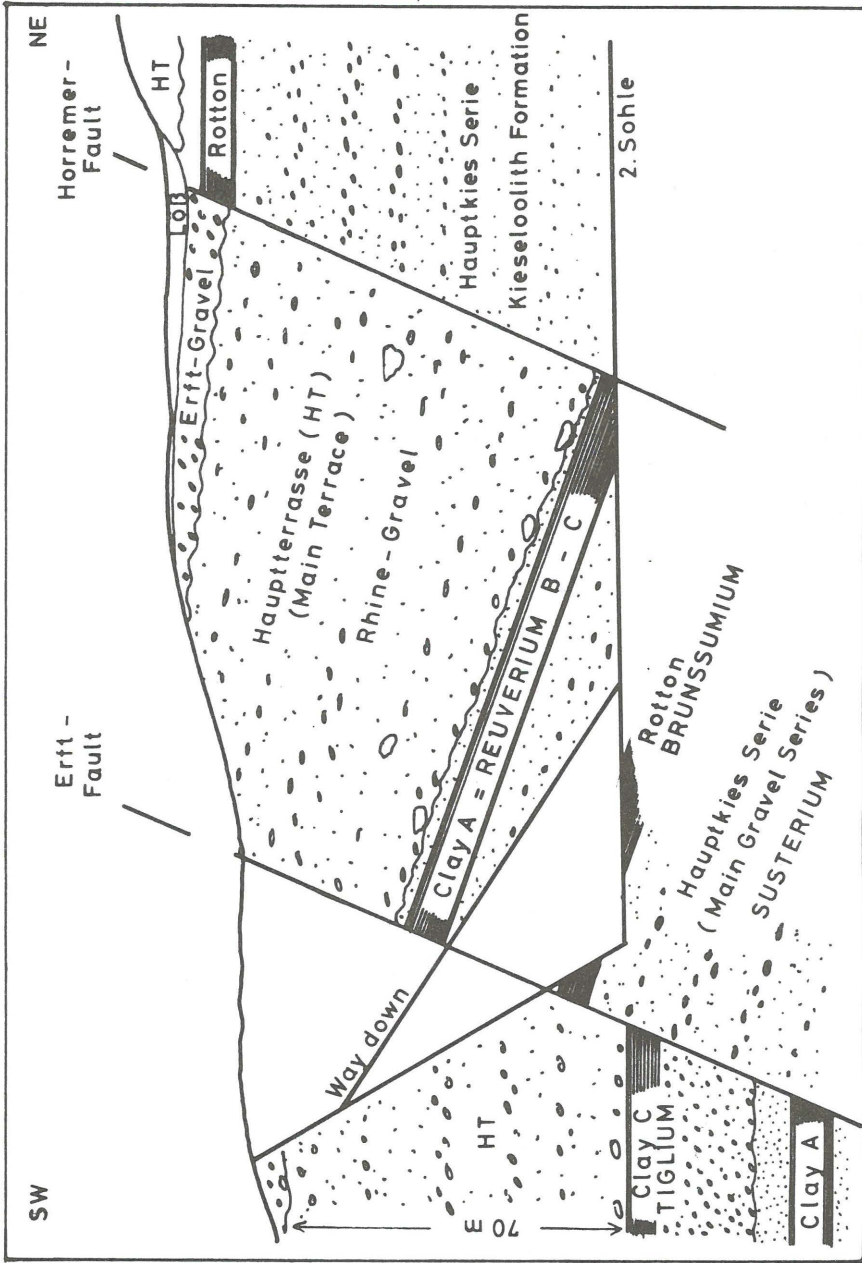 SW
NE
Erft-
Fault
Horremer-
Fault
HT
Löß
Rotton
Erft-Gravel
Hauptterrasse (HT)
(Main Terrace)
Rhine-Gravel
Hauptkies Serie
Kieseloolith Formation
2. Sohle
Way down
Clay A = REUVERIUM B - C
HT
70 m
Clay C
TIGLIUM
Clay A
Rotton
BRUNSSUMIUM
Hauptkies Serie
(Main Gravel Series)
SUSTERIUM